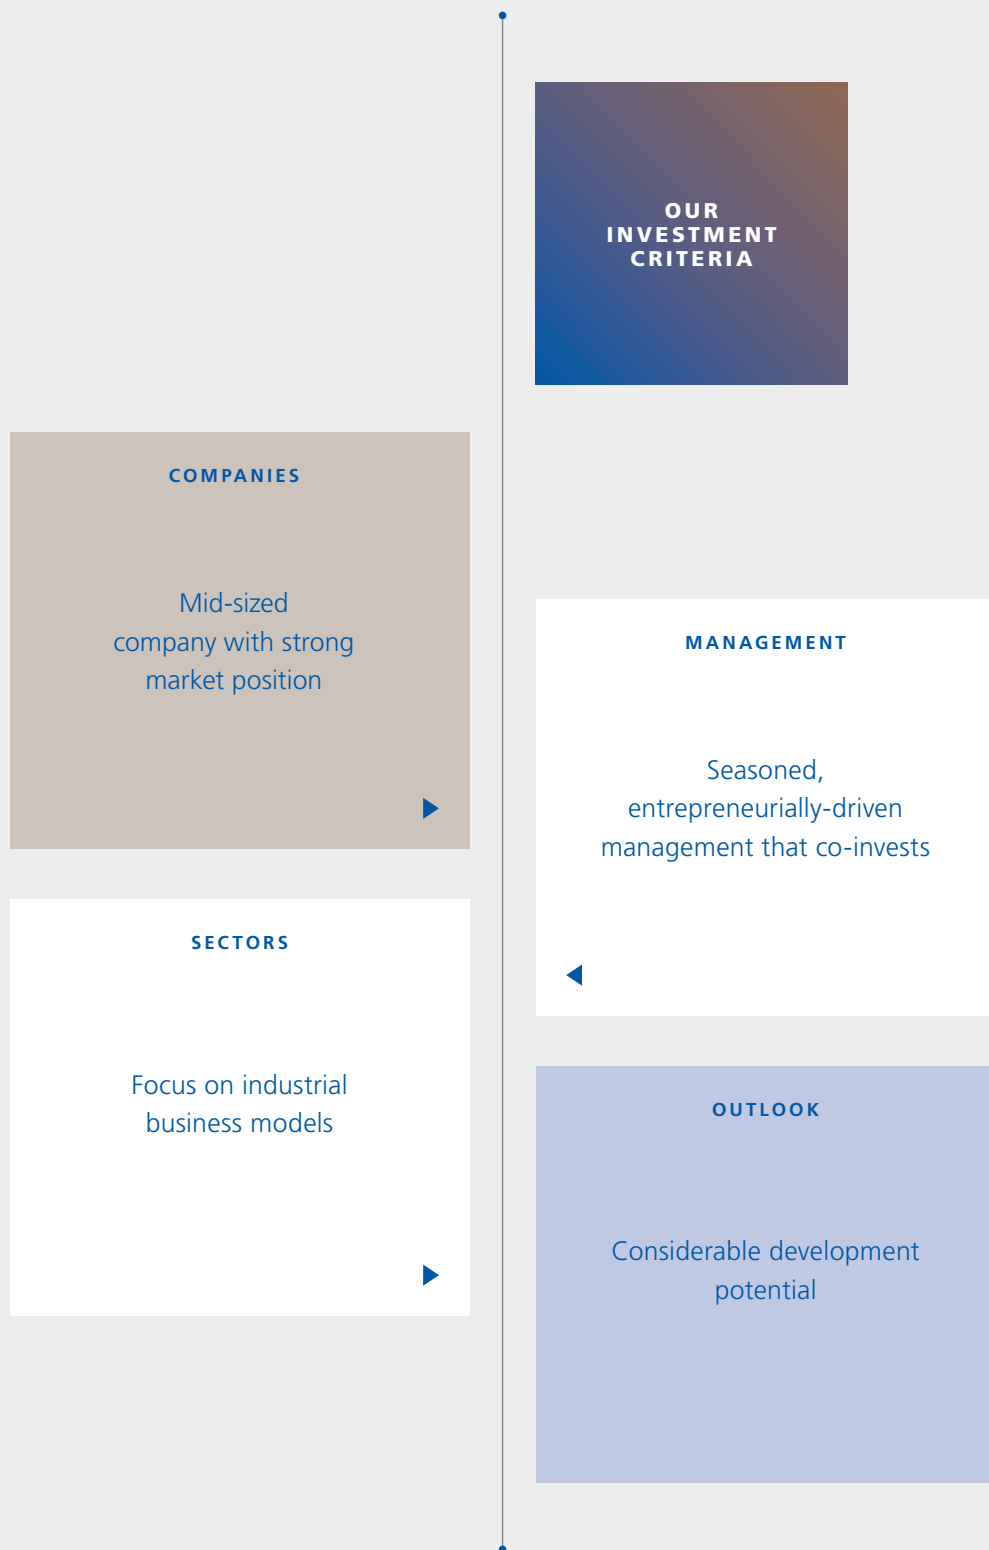 OUR
INVESTMENT
CRITERIA
COMPANIES
Mid-sized
company with strong
market position
MANAGEMENT
Seasoned,
entrepreneurially-driven
management that co-invests
SECTORS
Focus on industrial
business models
OUTLOOK
Considerable development
potential